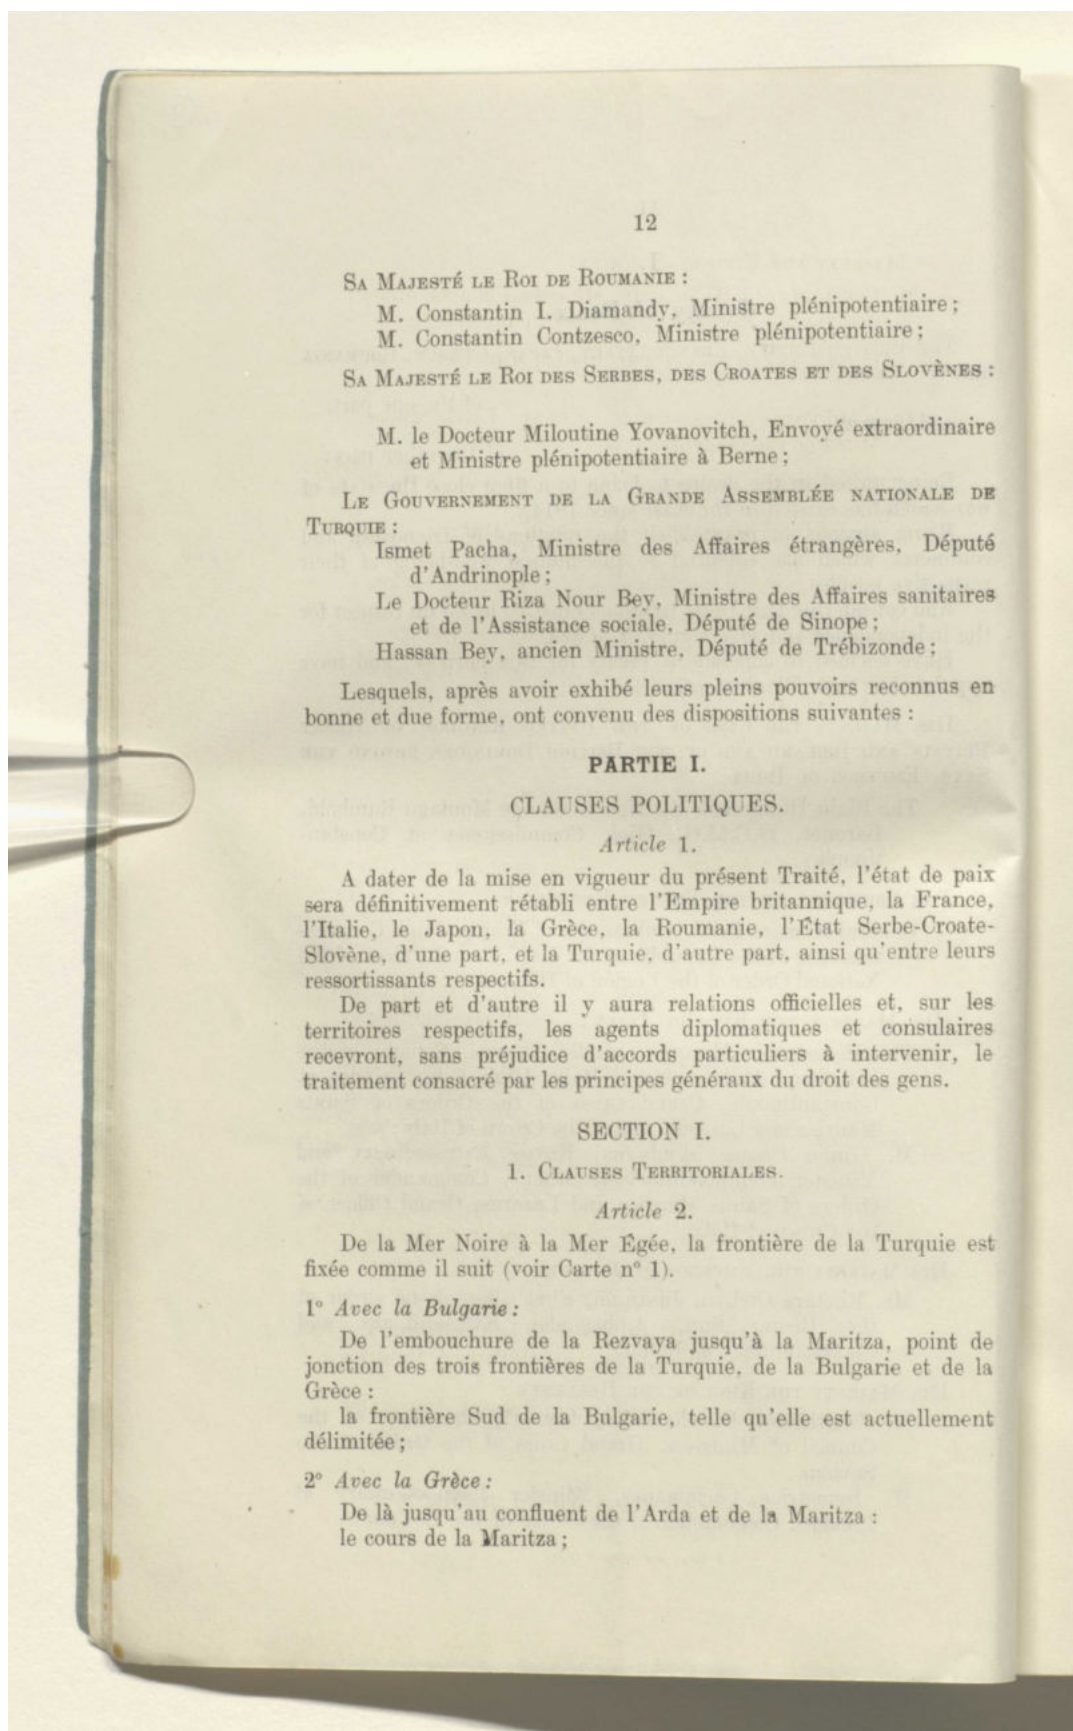 12
SA MAJESTÉ LE ROI DE ROUMANIE :
M. Constantin I. Diamandy, Ministre plénipotentiaire ;
M. Constantin Contzesco, Ministre plénipotentiaire ;
SA MAJESTÉ LE ROI DES SERBES, DES CROATES ET DES SLOVÈNES :
M. le Docteur Miloutine Yovanovitch, Envoyé extraordinaire
et Ministre plénipotentiaire à Berne ;
LE GOUVERNEMENT DE LA GRANDE ASSEMBLÉE NATIONALE DE
TURQUIE :
Ismet Pacha, Ministre des Affaires étrangères, Député
d'Andrinople ;
Le Docteur Riza Nour Bey, Ministre des Affaires sanitaires
et de l'Assistance sociale, Député de Sinope ;
Hassan Bey, ancien Ministre, Député de Trébizonde ;
Lesquels, après avoir exhibé leurs pleins pouvoirs reconnus en
bonne et due forme, ont convenu des dispositions suivantes :
PARTIE I.
CLAUSES POLITIQUES.
Article 1.
A dater de la mise en vigueur du présent Traité, l'état de paix
sera définitivement rétabli entre l'Empire britannique, la France,
l'Italie, le Japon, la Grèce, la Roumanie, l'État Serbe-Croate-
Slovène, d'une part, et la Turquie, d'autre part, ainsi qu'entre leurs
ressortissants respectifs.
De part et d'autre il y aura relations officielles et, sur les
territoires respectifs, les agents diplomatiques et consulaires
recevront, sans préjudice d'accords particuliers à intervenir, le
traitement consacré par les principes généraux du droit des gens.
SECTION I.
1. CLAUSES TERRITORIALES.
Article 2.
De la Mer Noire à la Mer Égée, la frontière de la Turquie est
fixée comme il suit (voir Carte n° 1).
1° Avec la Bulgarie :
De l'embouchure de la Rezvaya jusqu'à la Maritza, point de
jonction des trois frontières de la Turquie, de la Bulgarie et de la
Grèce :
la frontière Sud de la Bulgarie, telle qu'elle est actuellement
délimitée ;
2° Avec la Grèce :
De là jusqu'au confluent de l'Arda et de la Maritza :
le cours de la Maritza ;